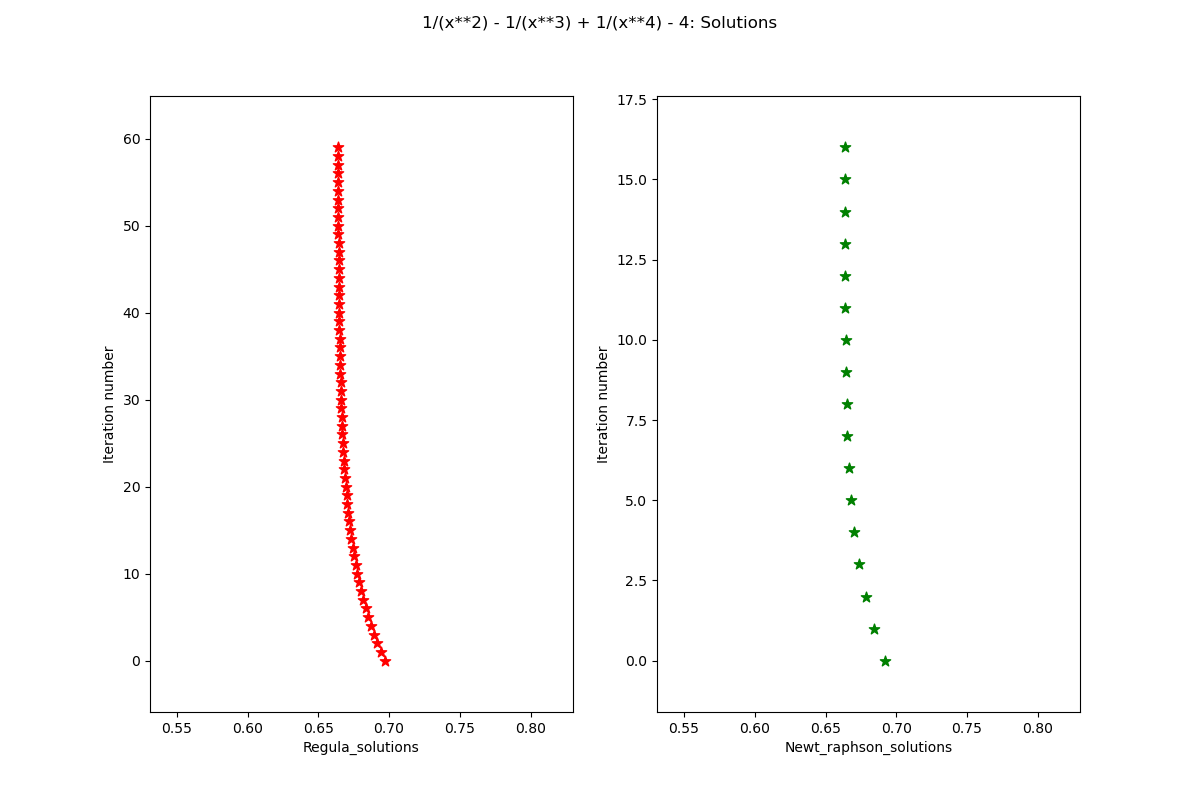 1/(x**2) - 1/(x**3) + 1/(x**4) - 4: Solutions
60
50
40
30
20
10
0
Iteration number
0.55 0.60 0.65 0.70 0.75 0.80
Regula_solutions
17.5
15.0
12.5
10.0
7.5
5.0
2.5
0.0
Iteration number
0.55 0.60 0.65 0.70 0.75 0.80
Newt_raphson_solutions